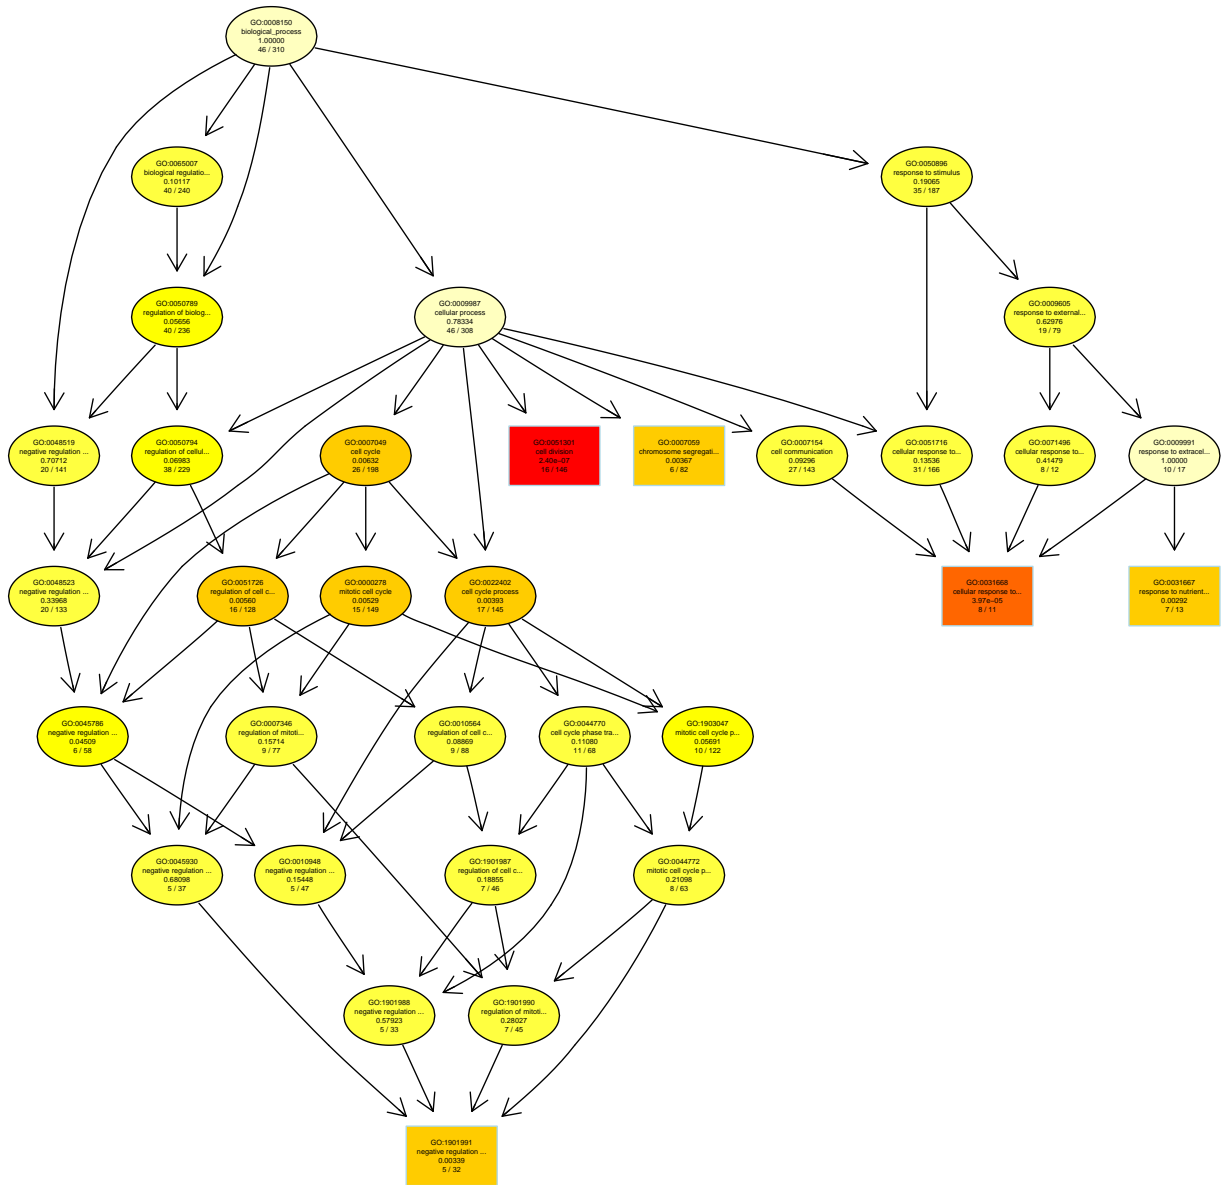 GO:0008150
biological_process
1.00000
46 / 310
GO:0065007
biological regulatio...
0.10117
40 / 240
GO:0050896
response to stimulus
0.19065
35 / 187
GO:0050789
regulation of biolog...
0.05656
40 / 236
GO:0009987
cellular process
0.78334
46 / 308
GO:0009605
response to external...
0.62976
19 / 79
GO:0048519
negative regulation ...
0.70712
20 / 141
GO:0050794
regulation of cellul...
0.06983
38 / 229
GO:0007049
cell cycle
0.00632
26 / 198
GO:0051301
cell division
2.40e-07
16 / 146
GO:0007059
chromosome segregati...
0.00367
6 / 82
GO:0007154
cell communication
0.09296
27 / 143
GO:0051716
cellular response to...
0.13536
31 / 166
GO:0071496
cellular response to...
0.41479
8 / 12
GO:0009991
response to extracel...
1.00000
10 / 17
GO:0048523
negative regulation ...
0.33968
20 / 133
GO:0051726
regulation of cell c...
0.00560
16 / 128
GO:0000278
mitotic cell cycle
0.00529
15 / 149
GO:0022402
cell cycle process
0.00393
17 / 145
GO:0031668
cellular response to...
3.97e-05
8 / 11
GO:0031667
response to nutrient...
0.00292
7 / 13
GO:0045786
negative regulation ...
0.04509
6 / 58
GO:0007346
regulation of mitoti...
0.15714
9 / 77
GO:0010564
regulation of cell c...
0.08869
9 / 88
GO:0044770
cell cycle phase tra...
0.11080
11 / 68
GO:1903047
mitotic cell cycle p...
0.05691
10 / 122
GO:0045930
negative regulation ...
0.68098
5 / 37
GO:0010948
negative regulation ...
0.15448
5 / 47
GO:1901987
regulation of cell c...
0.18855
7 / 46
GO:0044772
mitotic cell cycle p...
0.21098
8 / 63
GO:1901988
negative regulation ...
0.57923
5 / 33
GO:1901990
regulation of mitoti...
0.28027
7 / 45
GO:1901991
negative regulation ...
0.00339
5 / 32